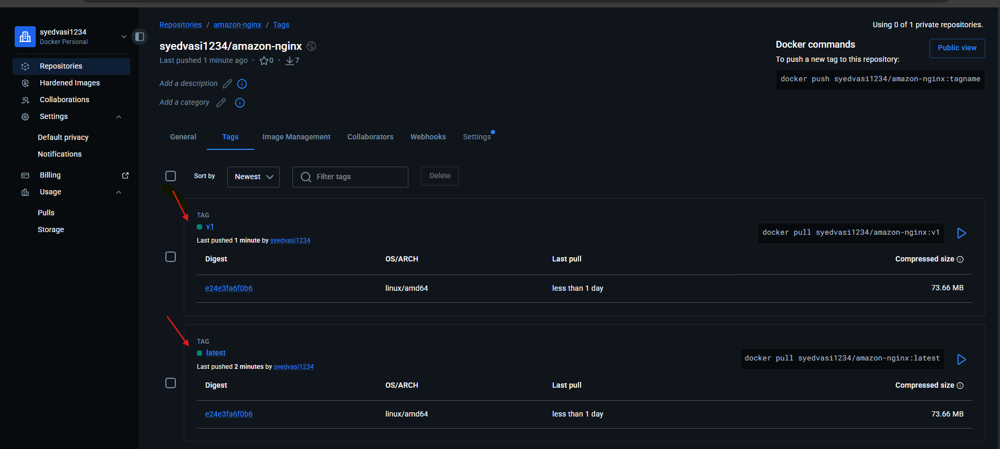 syedvasi1234
Docker Personal
Repositories
Hardened Images
Collaborations
Settings
Default privacy
Notifications
Billing
Usage
Pulls
Storage
Repositories / amazon-nginx / Tags
Using 0 of 1 private repositories.
syedvasi1234/amazon-nginx
Last pushed 1 minute ago · 0 · 7
Add a description
Add a category
Docker commands
Public view
To push a new tag to this repository:
docker push syedvasi1234/amazon-nginx:tagname
General Tags Image Management Collaborators Webhooks Settings
Sort by Newest Filter tags Delete
TAG
v1
Last pushed 1 minute by syedvasi1234
docker pull syedvasi1234/amazon-nginx:v1
Digest OS/ARCH Last pull Compressed size
e24e3fa6f0b6 linux/amd64 less than 1 day 73.66 MB
TAG
latest
Last pushed 2 minutes by syedvasi1234
docker pull syedvasi1234/amazon-nginx:latest
Digest OS/ARCH Last pull Compressed size
e24e3fa6f0b6 linux/amd64 less than 1 day 73.66 MB